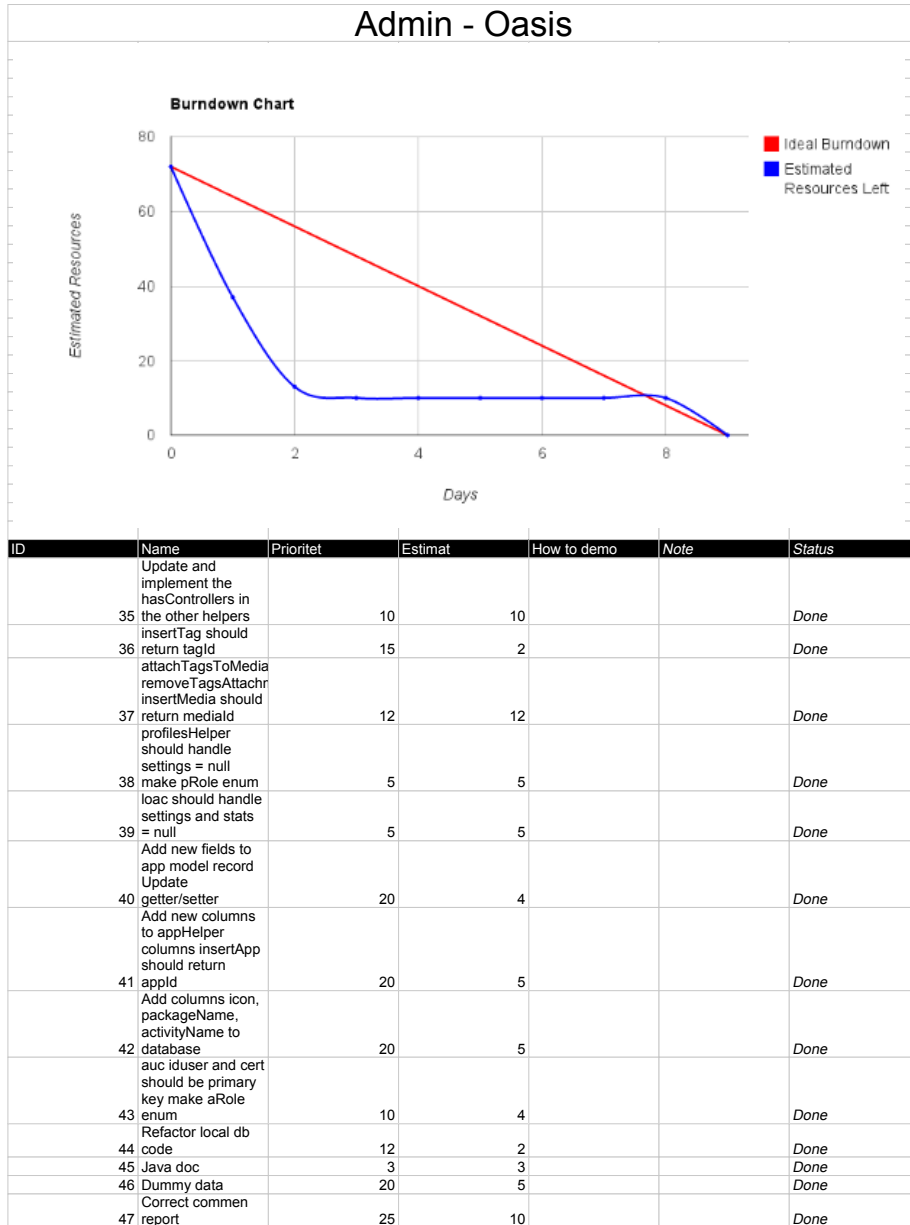 Admin - Oasis
Burndown Chart
80
60
40
20
0
Estimated Resources
0 2 4 6 8
Days
Ideal Burndown
Estimated
Resources Left
ID Name Prioritet Estimat How to demo Note Status
Update and
implement the
hasControllers in
35 the other helpers 10 10 Done
insertTag should
36 return tagId 15 2 Done
attachTagsToMedia
removeTagsAttachr
insertMedia should
37 return mediaId 12 12 Done
profilesHelper
should handle
settings = null
38 make pRole enum 5 5 Done
loac should handle
settings and stats
39 = null 5 5 Done
Add new fields to
app model record
Update
40 getter/setter 20 4 Done
Add new columns
to appHelper
columns insertApp
should return
41 appId 20 5 Done
Add columns icon,
packageName,
activityName to
42 database 20 5 Done
auc iduser and cert
should be primary
key make aRole
43 enum 10 4 Done
Refactor local db
44 code 12 2 Done
45 Java doc 3 3 Done
46 Dummy data 20 5 Done
Correct commen
47 report 25 10 Done